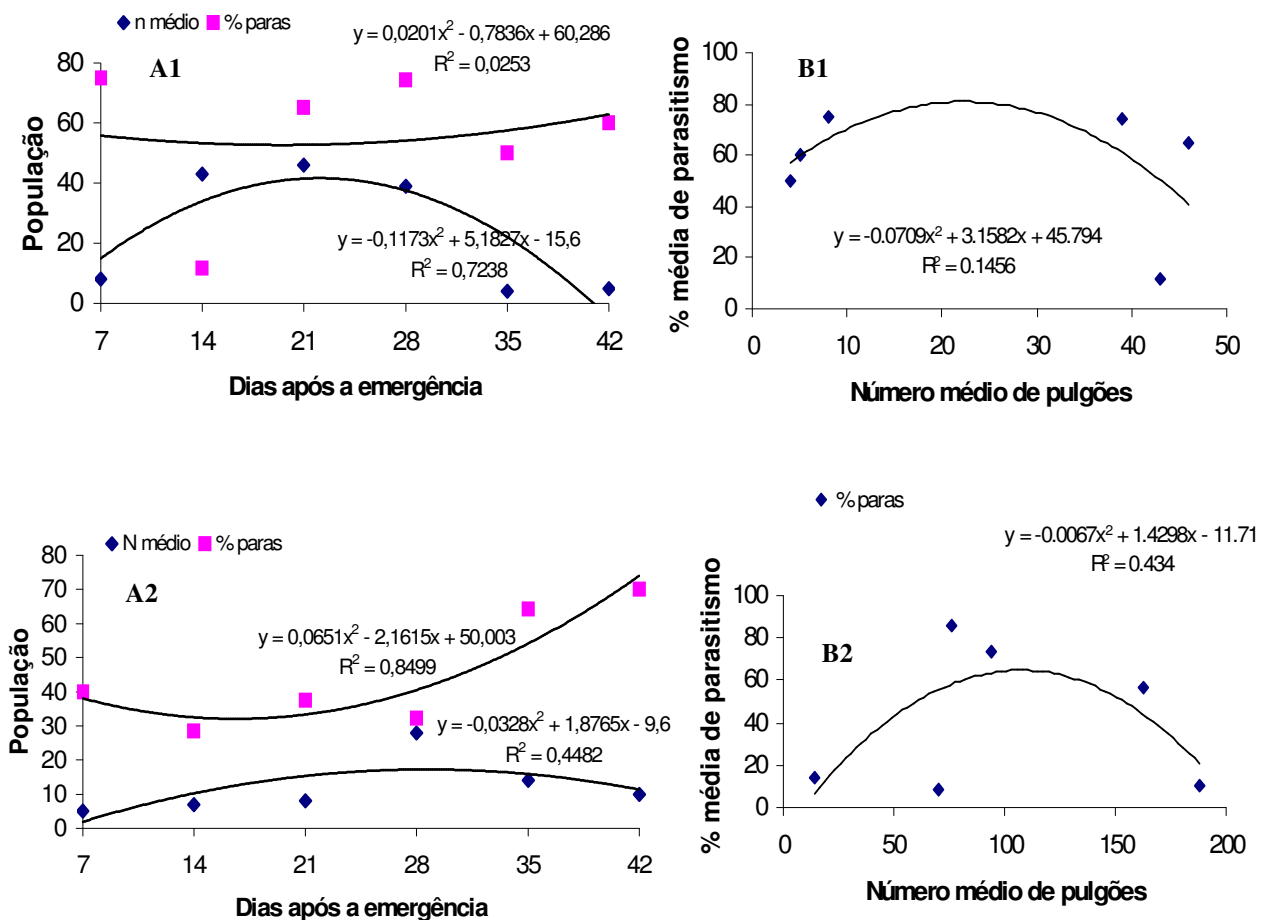 n médio % paras
y = 0,0201x² - 0,7836x + 60,286
R² = 0,0253
A1
População
80
60
40
20
0
y = -0,1173x² + 5,1827x - 15,6
R² = 0,7238
7 14 21 28 35 42
Dias após a emergência
B1
% média de parasitismo
100
80
60
40
20
0
y = -0.0709x² + 3.1582x + 45.794
R² = 0.1456
0 10 20 30 40 50
Número médio de pulgões
N médio % paras
A2
População
80
70
60
50
40
30
20
10
0
y = 0,0651x² - 2,1615x + 50,003
R² = 0,8499
y = -0,0328x² + 1,8765x - 9,6
R² = 0,4482
7 14 21 28 35 42
Dias após a emergência
% paras
y = -0.0067x² + 1.4298x - 11.71
R² = 0.434
B2
% média de parasitismo
100
80
60
40
20
0
0 50 100 150 200
Número médio de pulgões